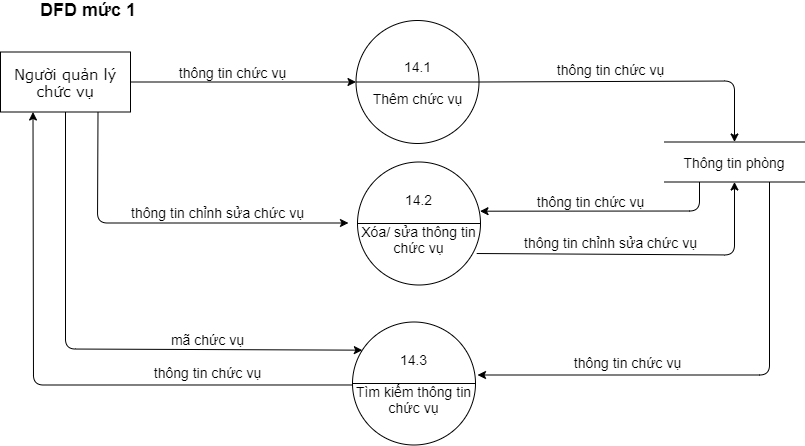 DFD mức 1
Người quản lý
chức vụ
thông tin chức vụ
14.1
Thêm chức vụ
thông tin chức vụ
Thông tin phòng
thông tin chỉnh sửa chức vụ
14.2
Xóa/ sửa thông tin
chức vụ
thông tin chức vụ
thông tin chỉnh sửa chức vụ
mã chức vụ
thông tin chức vụ
14.3
Tìm kiếm thông tin
chức vụ
thông tin chức vụ